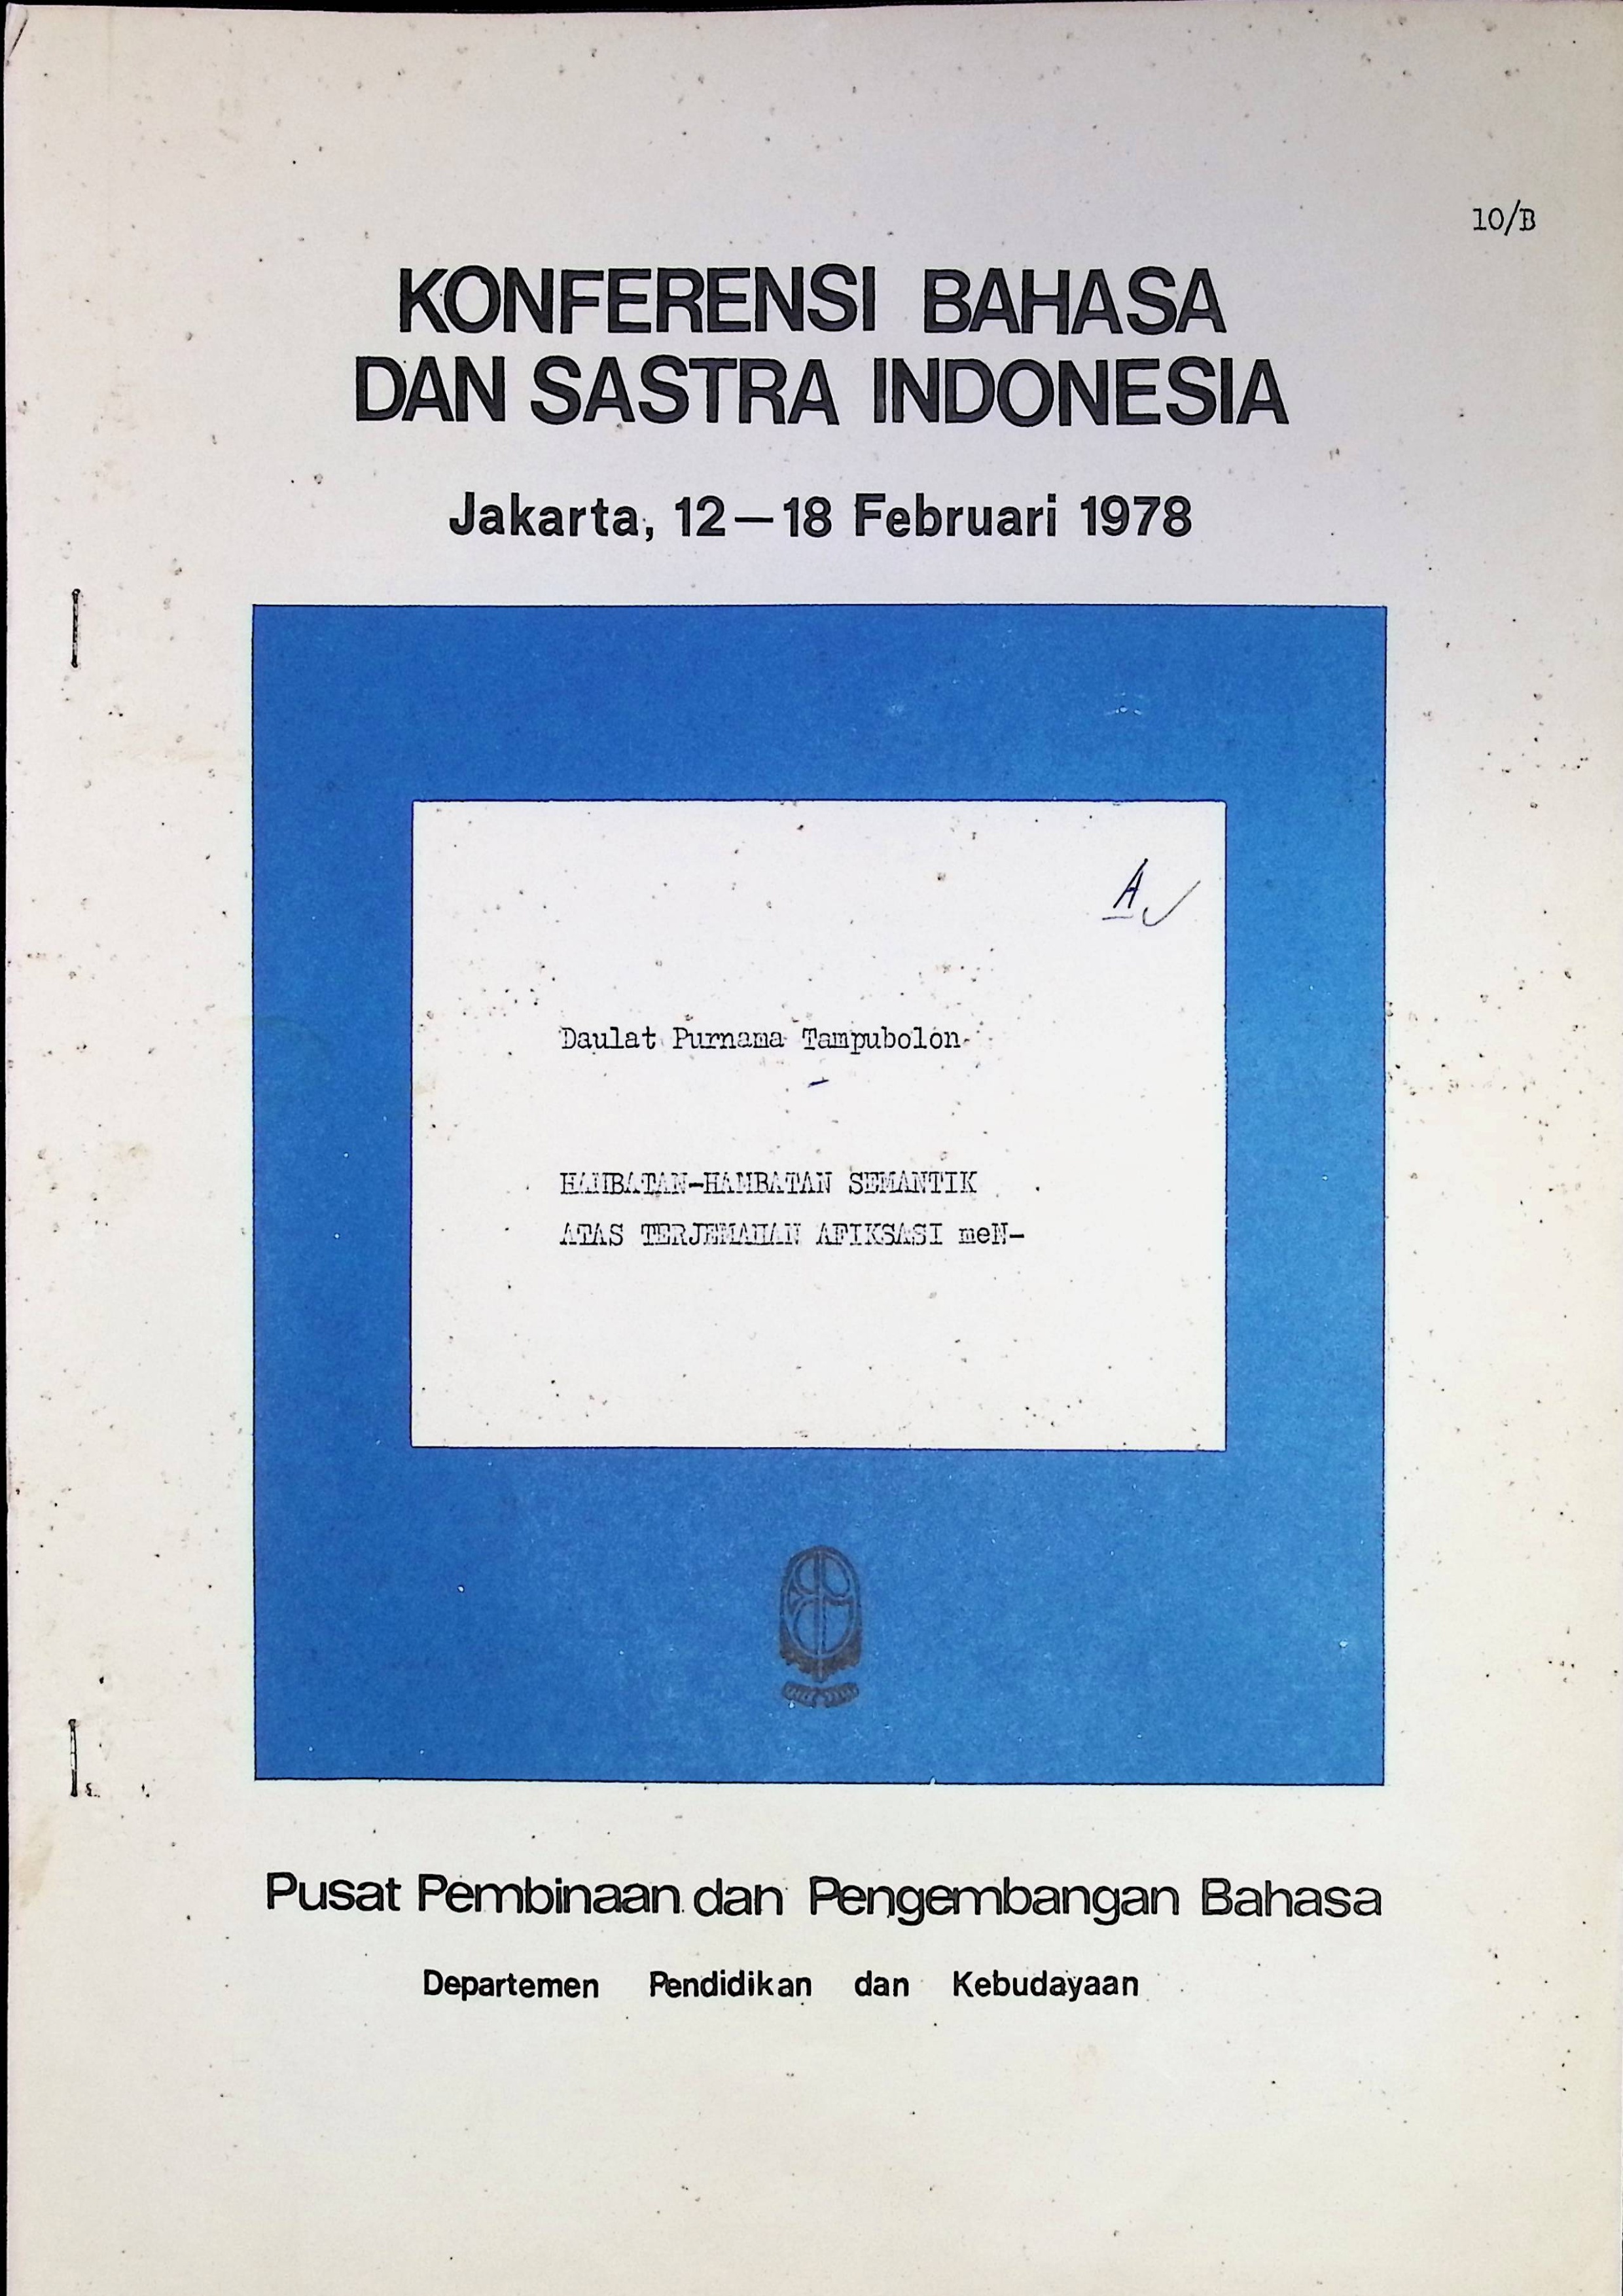 10/B
KONFERENSI BAHASA
DAN SASTRA INDONESIA
Jakarta, 12–18 Februari 1978
A
Daulat Purnama Tampubolon
HAMBATAN-HAMBATAN SEMANTIK
ATAS TERJEMAHAN AFIKSASI meN-
Pusat Pembinaan dan Pengembangan Bahasa
Departemen Pendidikan dan Kebudayaan